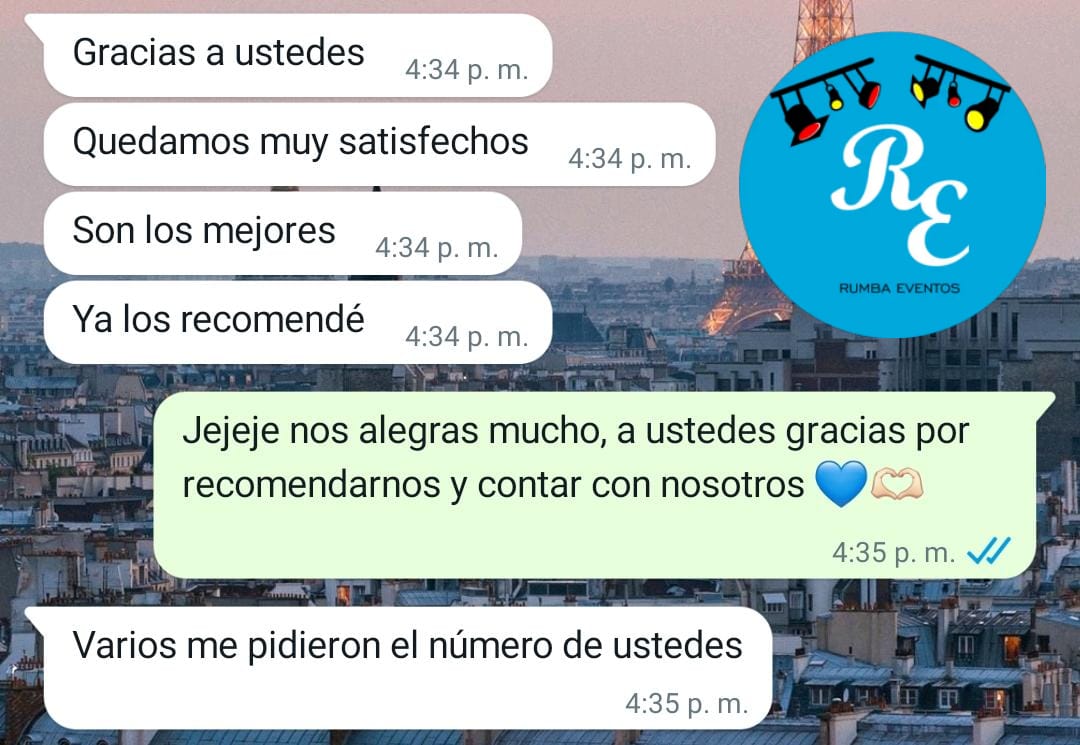 Gracias a ustedes 4:34 p. m.
Quedamos muy satisfechos 4:34 p. m.
Son los mejores 4:34 p. m.
Ya los recomendé 4:34 p. m.
RE
RUMBA EVENTOS
Jejeje nos alegras mucho, a ustedes gracias por
recomendarnos y contar con nosotros 💙🫶🏻
4:35 p. m.
Varios me pidieron el número de ustedes
4:35 p. m.